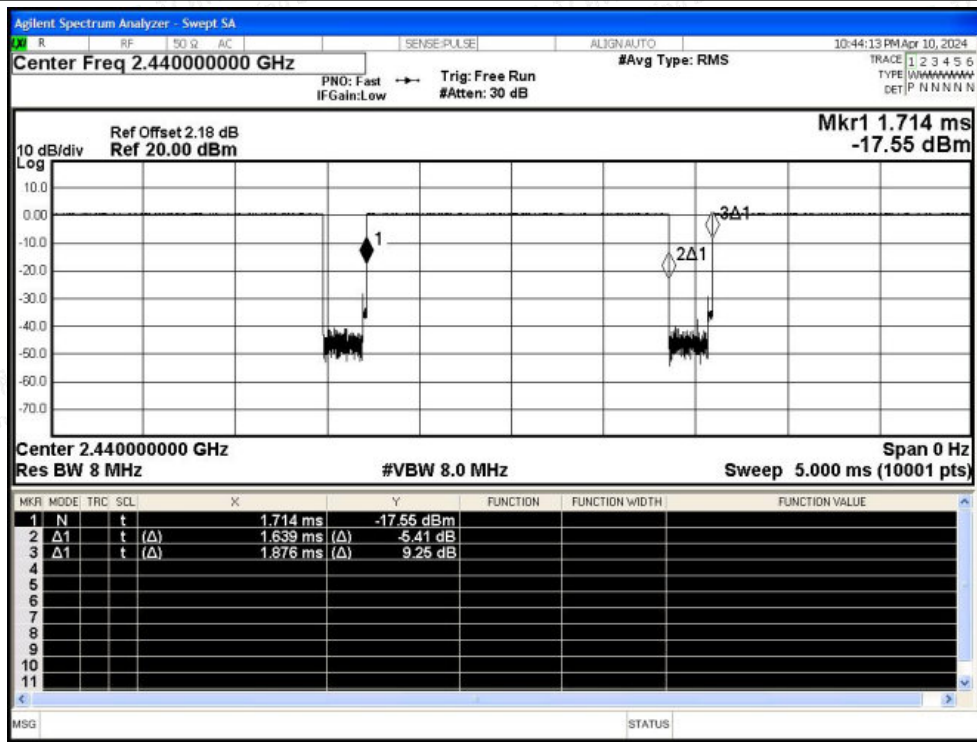 Agilent Spectrum Analyzer - Swept SA
LXI R RF 50 Ω AC SENSE:PULSE ALIGNAUTO 10:44:13 PM Apr 10, 2024
Center Freq 2.440000000 GHz
#Avg Type: RMS
TRACE 1 2 3 4 5 6
PNO: Fast Trig: Free Run
TYPE WWWWWW
IFGain:Low #Atten: 30 dB
DET P N N N N N
Mkr1 1.714 ms
-17.55 dBm
Ref Offset 2.18 dB
10 dB/div Ref 20.00 dBm
Log
10.0
0.00
-10.0
-20.0
-30.0
-40.0
-50.0
-60.0
-70.0
1
2Δ1
3Δ1
Center 2.440000000 GHz Span 0 Hz
Res BW 8 MHz #VBW 8.0 MHz Sweep 5.000 ms (10001 pts)
MKR MODE TRC SCL X Y FUNCTION FUNCTION WIDTH FUNCTION VALUE
1 N t 1.714 ms -17.55 dBm
2 Δ1 t (Δ) 1.639 ms (Δ) -5.41 dB
3 Δ1 t (Δ) 1.876 ms (Δ) 9.25 dB
4
5
6
7
8
9
10
11
MSG STATUS